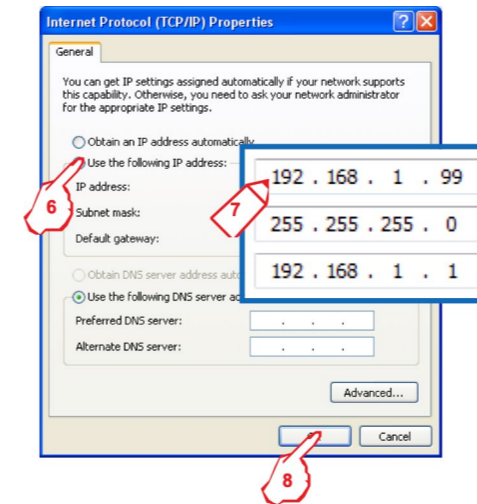 Internet Protocol (TCP/IP) Properties
General
You can get IP settings assigned automatically if your network supports
this capability. Otherwise, you need to ask your network administrator
for the appropriate IP settings.
Obtain an IP address automatically
Use the following IP address:
6
IP address:
192 . 168 . 1 . 99
7
Subnet mask:
255 . 255 . 255 . 0
Default gateway:
192 . 168 . 1 . 1
Obtain DNS server address
Use the following DNS server
Preferred DNS server:
. . .
Alternate DNS server:
. . .
Advanced...
Cancel
8